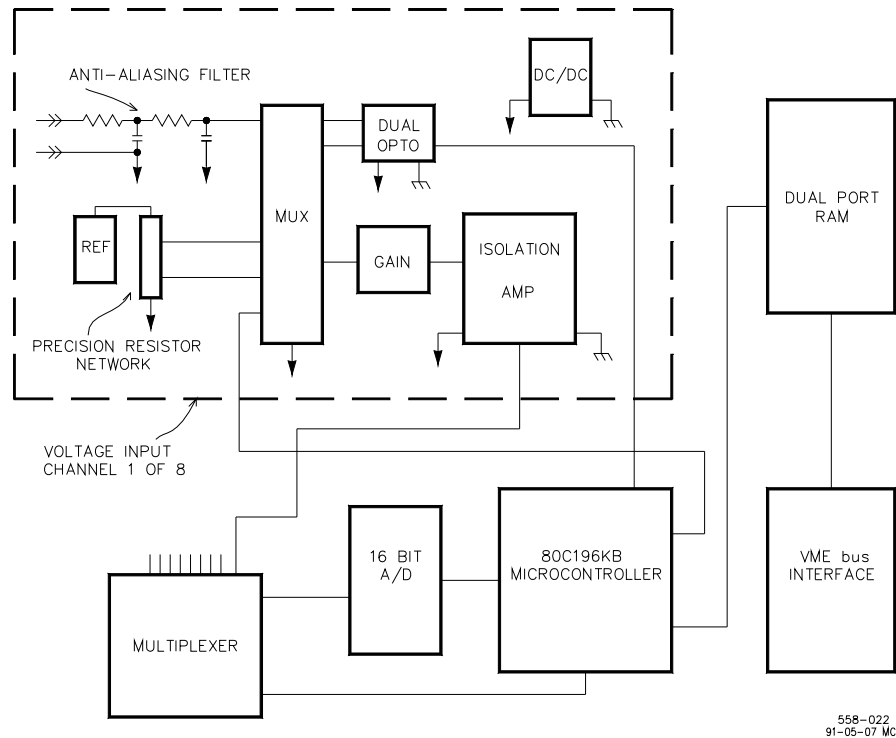 ANTI-ALIASING FILTER
DC/DC
DUAL
OPTO
DUAL PORT
RAM
MUX
REF
GAIN
ISOLATION
AMP
PRECISION RESISTOR
NETWORK
VOLTAGE INPUT
CHANNEL 1 OF 8
16 BIT
A/D
80C196KB
MICROCONTROLLER
VME bus
INTERFACE
MULTIPLEXER
558-022
91-05-07 MC